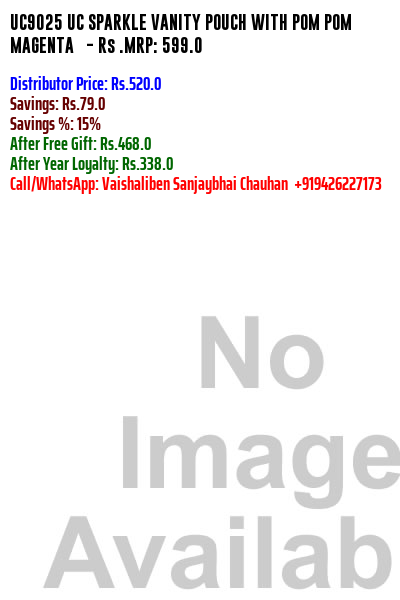 UC9025 UC SPARKLE VANITY POUCH WITH POM POM
MAGENTA - Rs .MRP: 599.0
Distributor Price: Rs.520.0
Savings: Rs.79.0
Savings %: 15%
After Free Gift: Rs.468.0
After Year Loyalty: Rs.338.0
Call/WhatsApp: Vaishaliben Sanjaybhai Chauhan +919426227173
No
Image
Availab